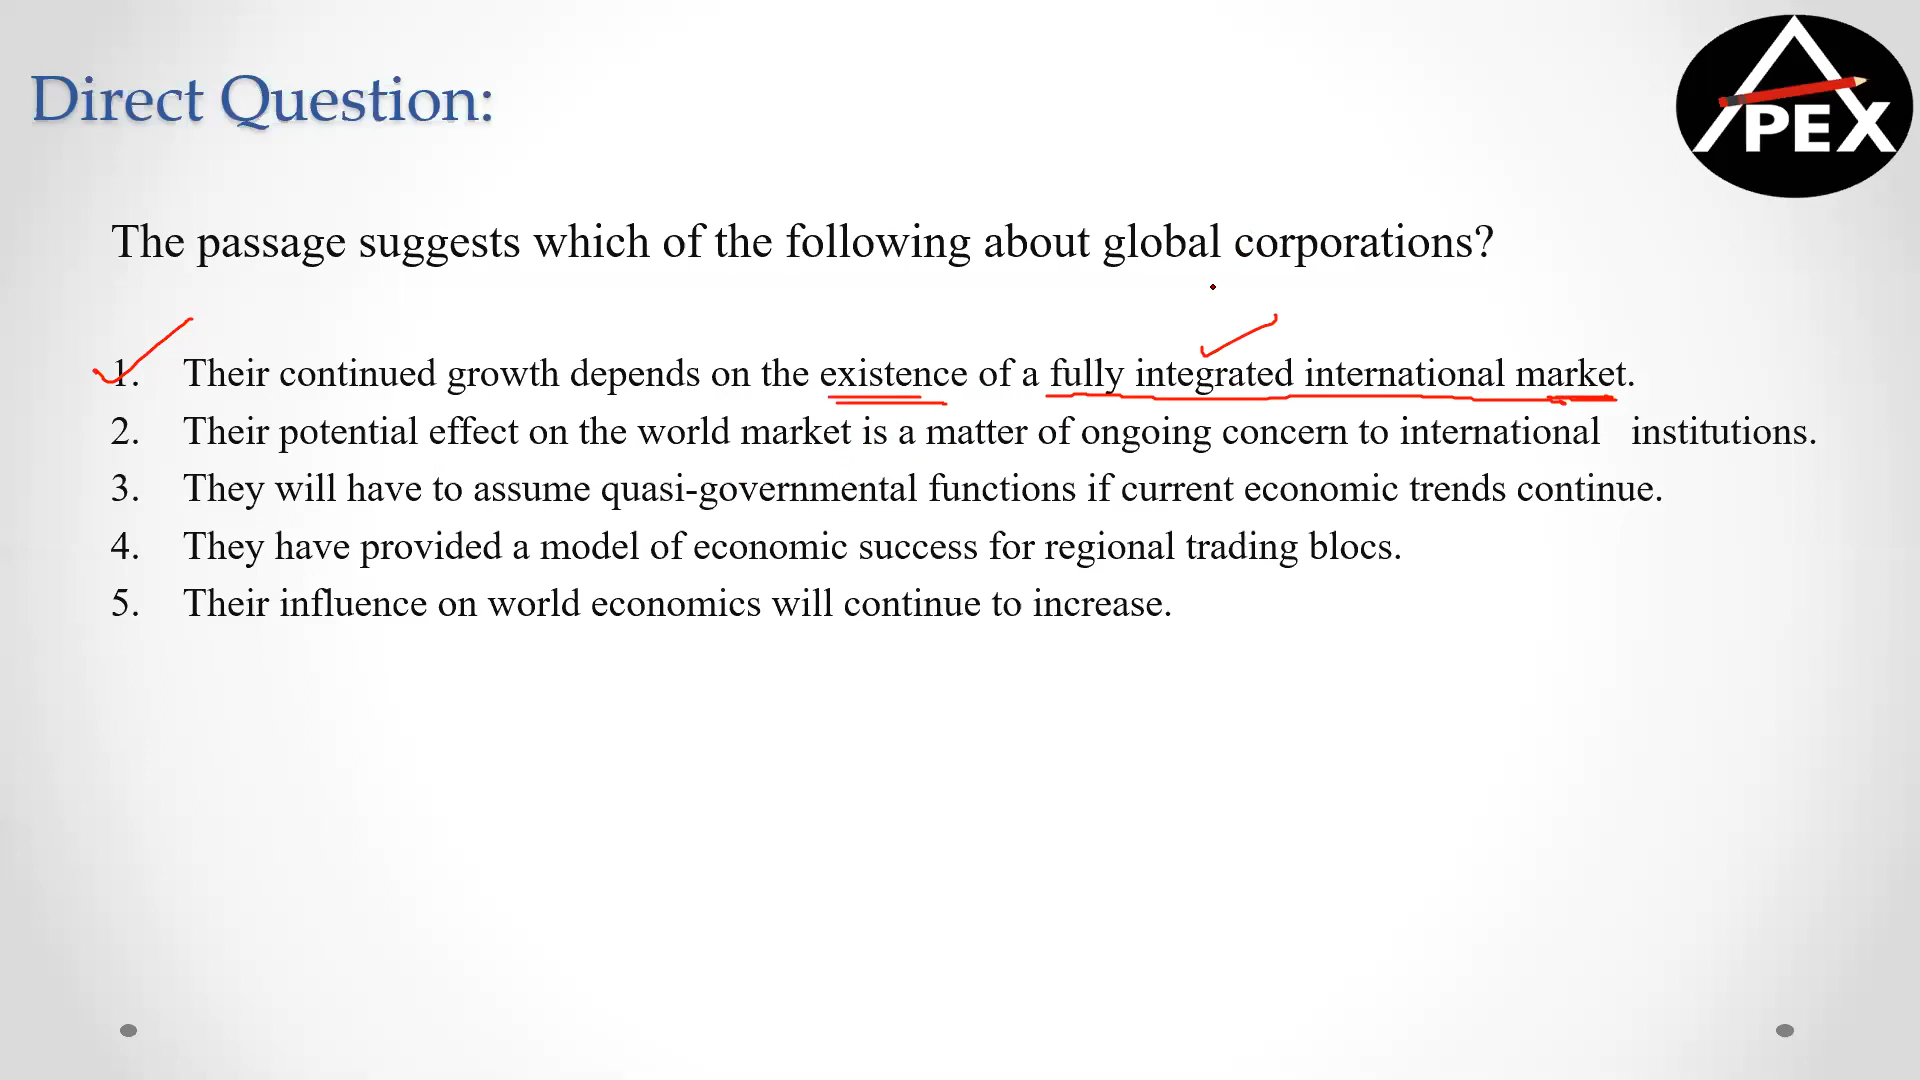 Direct Question:
APEX
The passage suggests which of the following about global corporations?
1. Their continued growth depends on the existence of a fully integrated international market.
2. Their potential effect on the world market is a matter of ongoing concern to international institutions.
3. They will have to assume quasi-governmental functions if current economic trends continue.
4. They have provided a model of economic success for regional trading blocs.
5. Their influence on world economics will continue to increase.